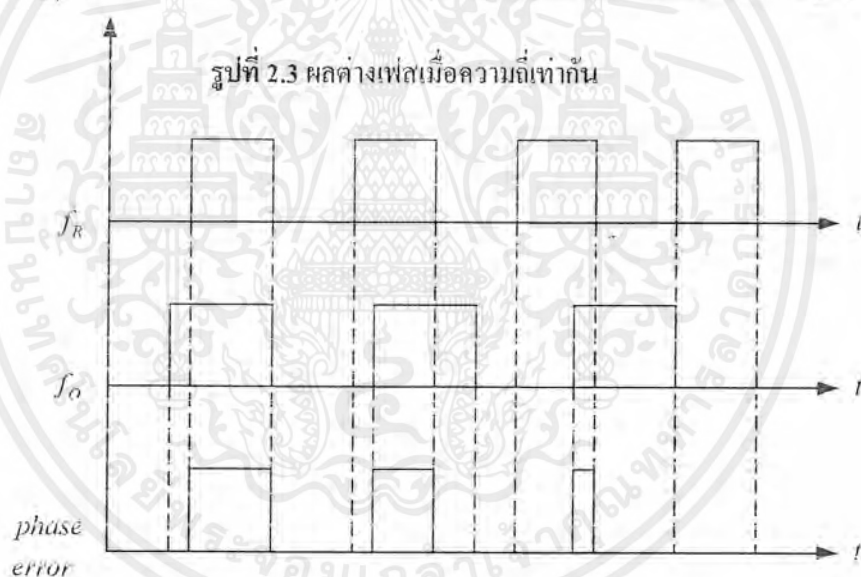 รูปที่ 2.3 ผลต่างเฟสเมื่อความถี่เท่ากัน
f_R
t
f_O
t
phase
error
t